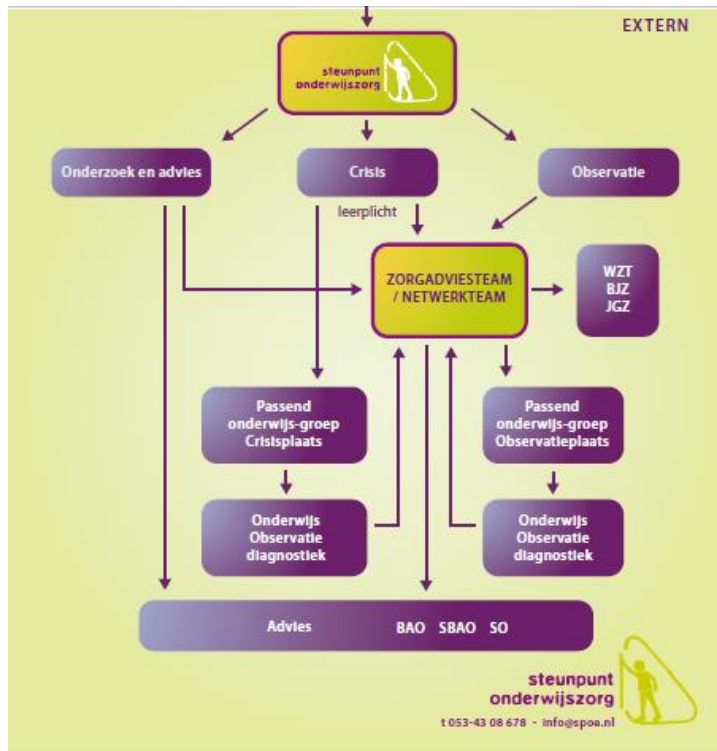 EXTERN
steunpunt
onderwijszorg
Onderzoek en advies
Crisis
Observatie
leerplicht
ZORGADVIESTEAM
/ NETWERKTEAM
WZT
BJZ
JGZ
Passend
onderwijs-groep
Crisisplaats
Passend
onderwijs-groep
Observatieplaats
Onderwijs
Observatie
diagnostiek
Onderwijs
Observatie
diagnostiek
Advies BAO SBAO SO
steunpunt
onderwijszorg
t 053-43 08 678 - info@spoe.nl